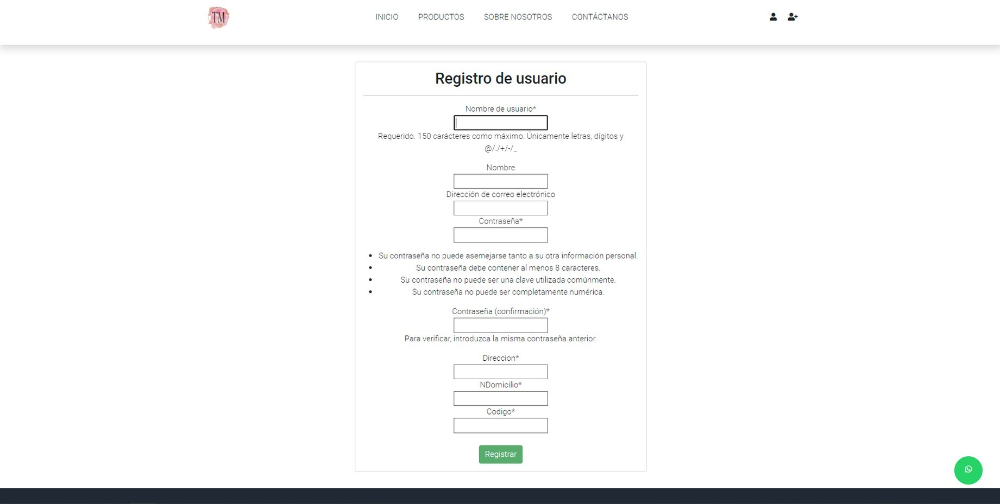 TM
INICIO PRODUCTOS SOBRE NOSOTROS CONTÁCTANOS
Registro de usuario
Nombre de usuario*
Requerido. 150 carácteres como máximo. Únicamente letras, dígitos y
@/./+/-/_
Nombre
Dirección de correo electrónico
Contraseña*
• Su contraseña no puede asemejarse tanto a su otra información personal.
• Su contraseña debe contener al menos 8 caracteres.
• Su contraseña no puede ser una clave utilizada comúnmente.
• Su contraseña no puede ser completamente numérica.
Contraseña (confirmación)*
Para verificar, introduzca la misma contraseña anterior.
Direccion*
NDomicilio*
Codigo*
Registrar